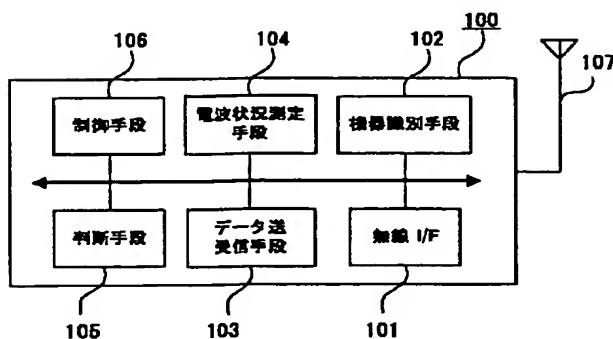 106
104
102
100
107
制御手段
電波状況測定
手段
機器識別手段
判断手段
データ送
受信手段
無線 I/F
105
103
101